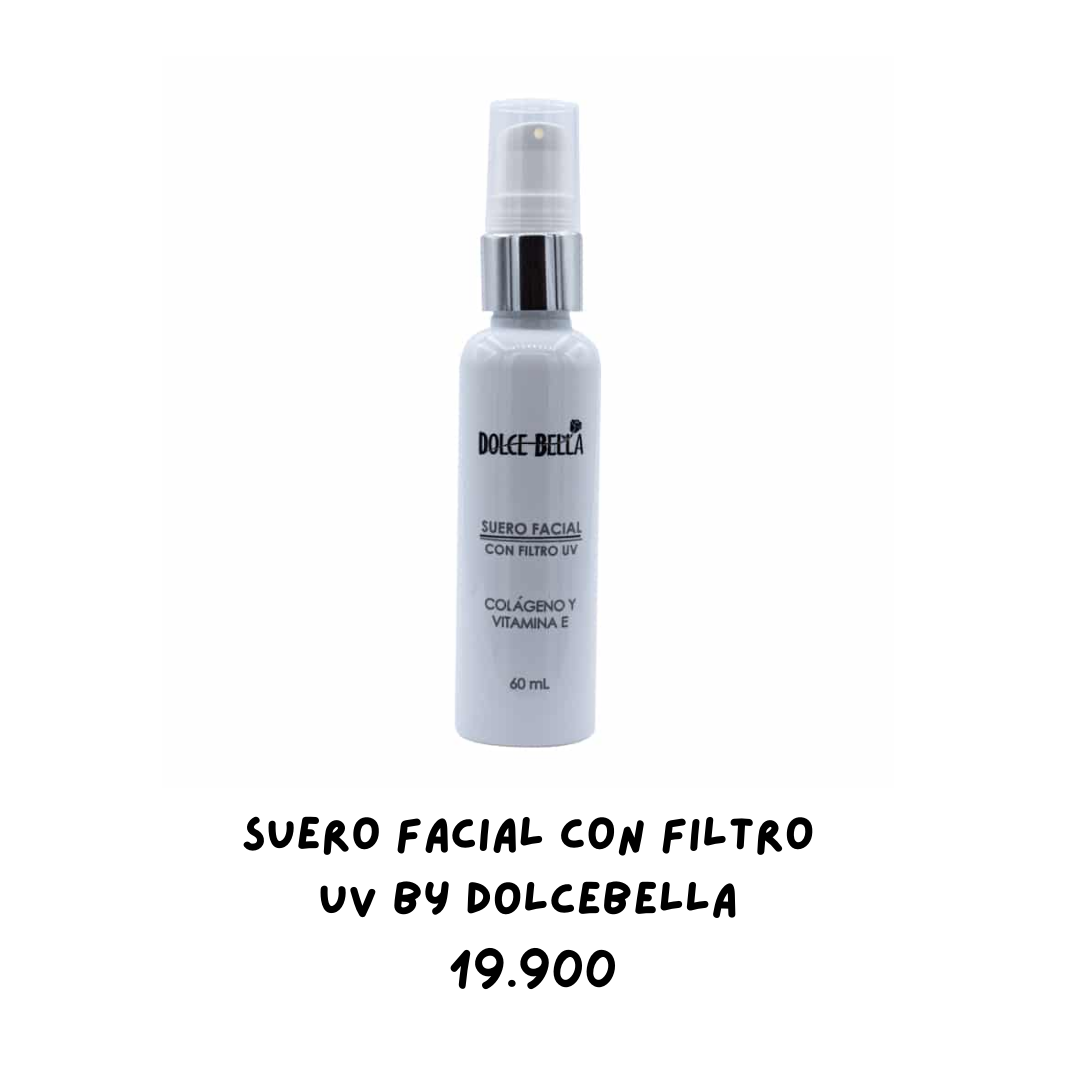 DOLCE BELLA
SUERO FACIAL
CON FILTRO UV
COLÁGENO Y
VITAMINA E
60 mL
SUERO FACIAL CON FILTRO
UV BY DOLCEBELLA
19.900